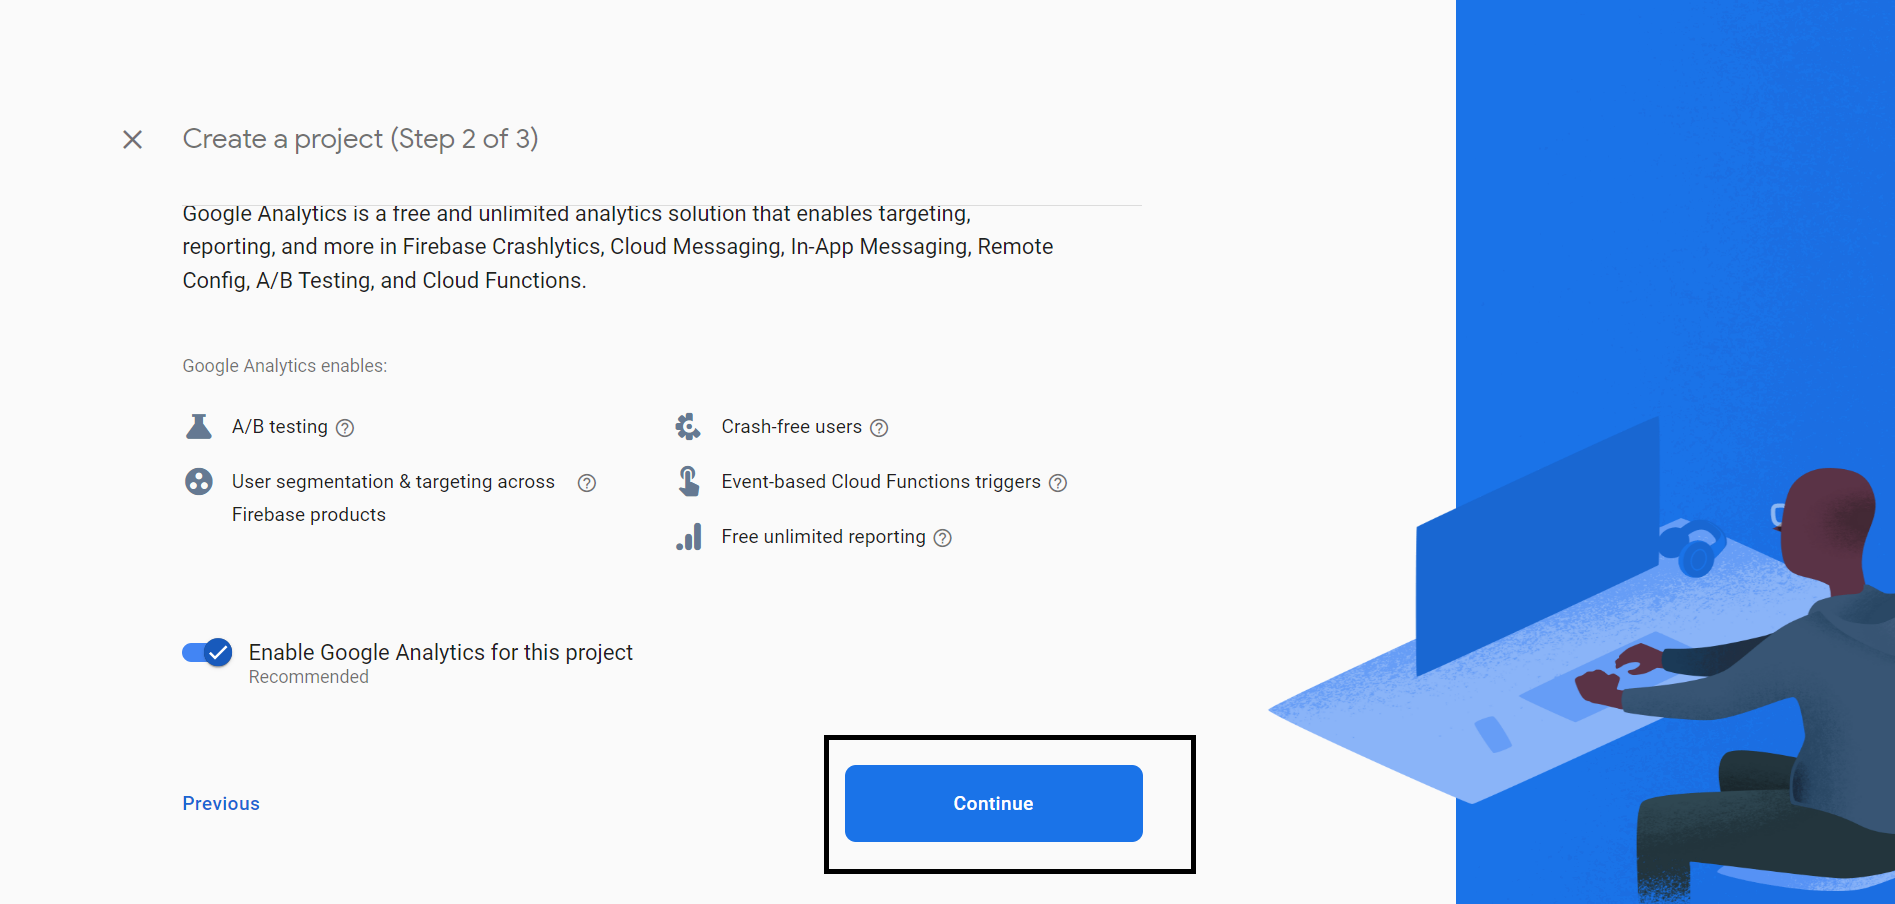 Create a project (Step 2 of 3)
Google Analytics is a free and unlimited analytics solution that enables targeting,
reporting, and more in Firebase Crashlytics, Cloud Messaging, In-App Messaging, Remote
Config, A/B Testing, and Cloud Functions.
Google Analytics enables:
A/B testing
Crash-free users
User segmentation & targeting across
Firebase products
Event-based Cloud Functions triggers
Free unlimited reporting
Enable Google Analytics for this project
Recommended
Previous
Continue